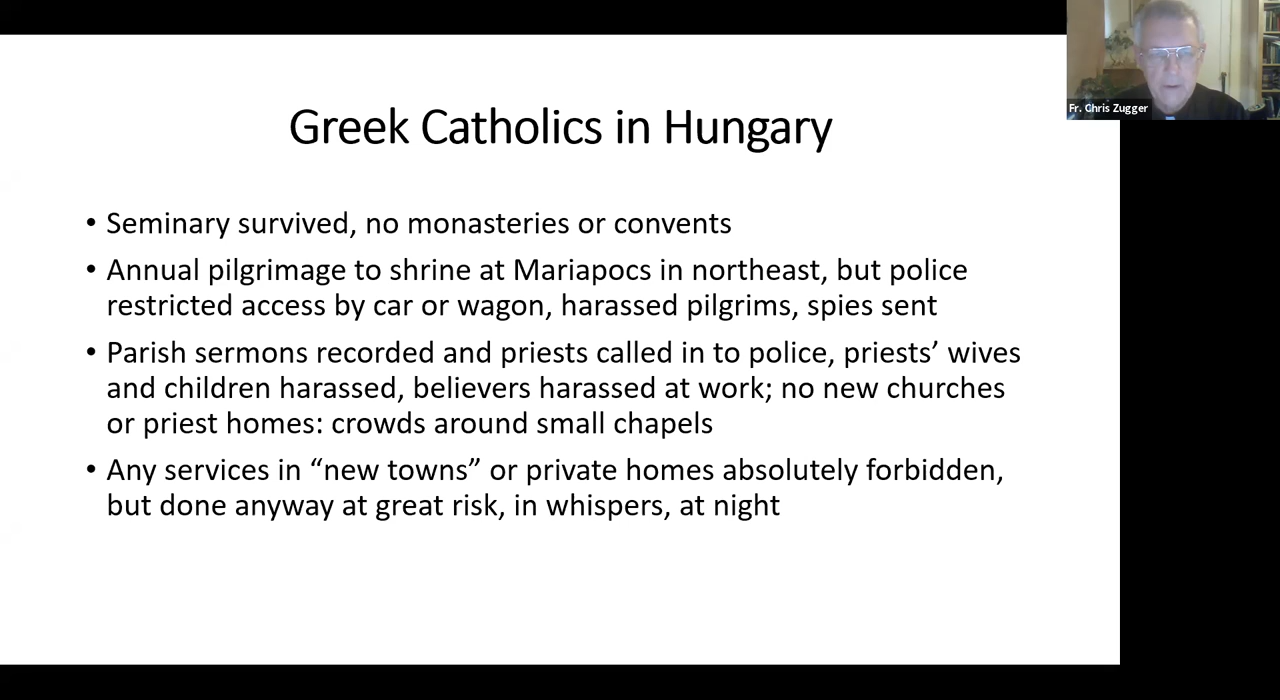 Fr. Chris Zugger
Greek Catholics in Hungary
• Seminary survived, no monasteries or convents
• Annual pilgrimage to shrine at Mariapocs in northeast, but police
restricted access by car or wagon, harassed pilgrims, spies sent
• Parish sermons recorded and priests called in to police, priests’ wives
and children harassed, believers harassed at work; no new churches
or priest homes: crowds around small chapels
• Any services in “new towns” or private homes absolutely forbidden,
but done anyway at great risk, in whispers, at night